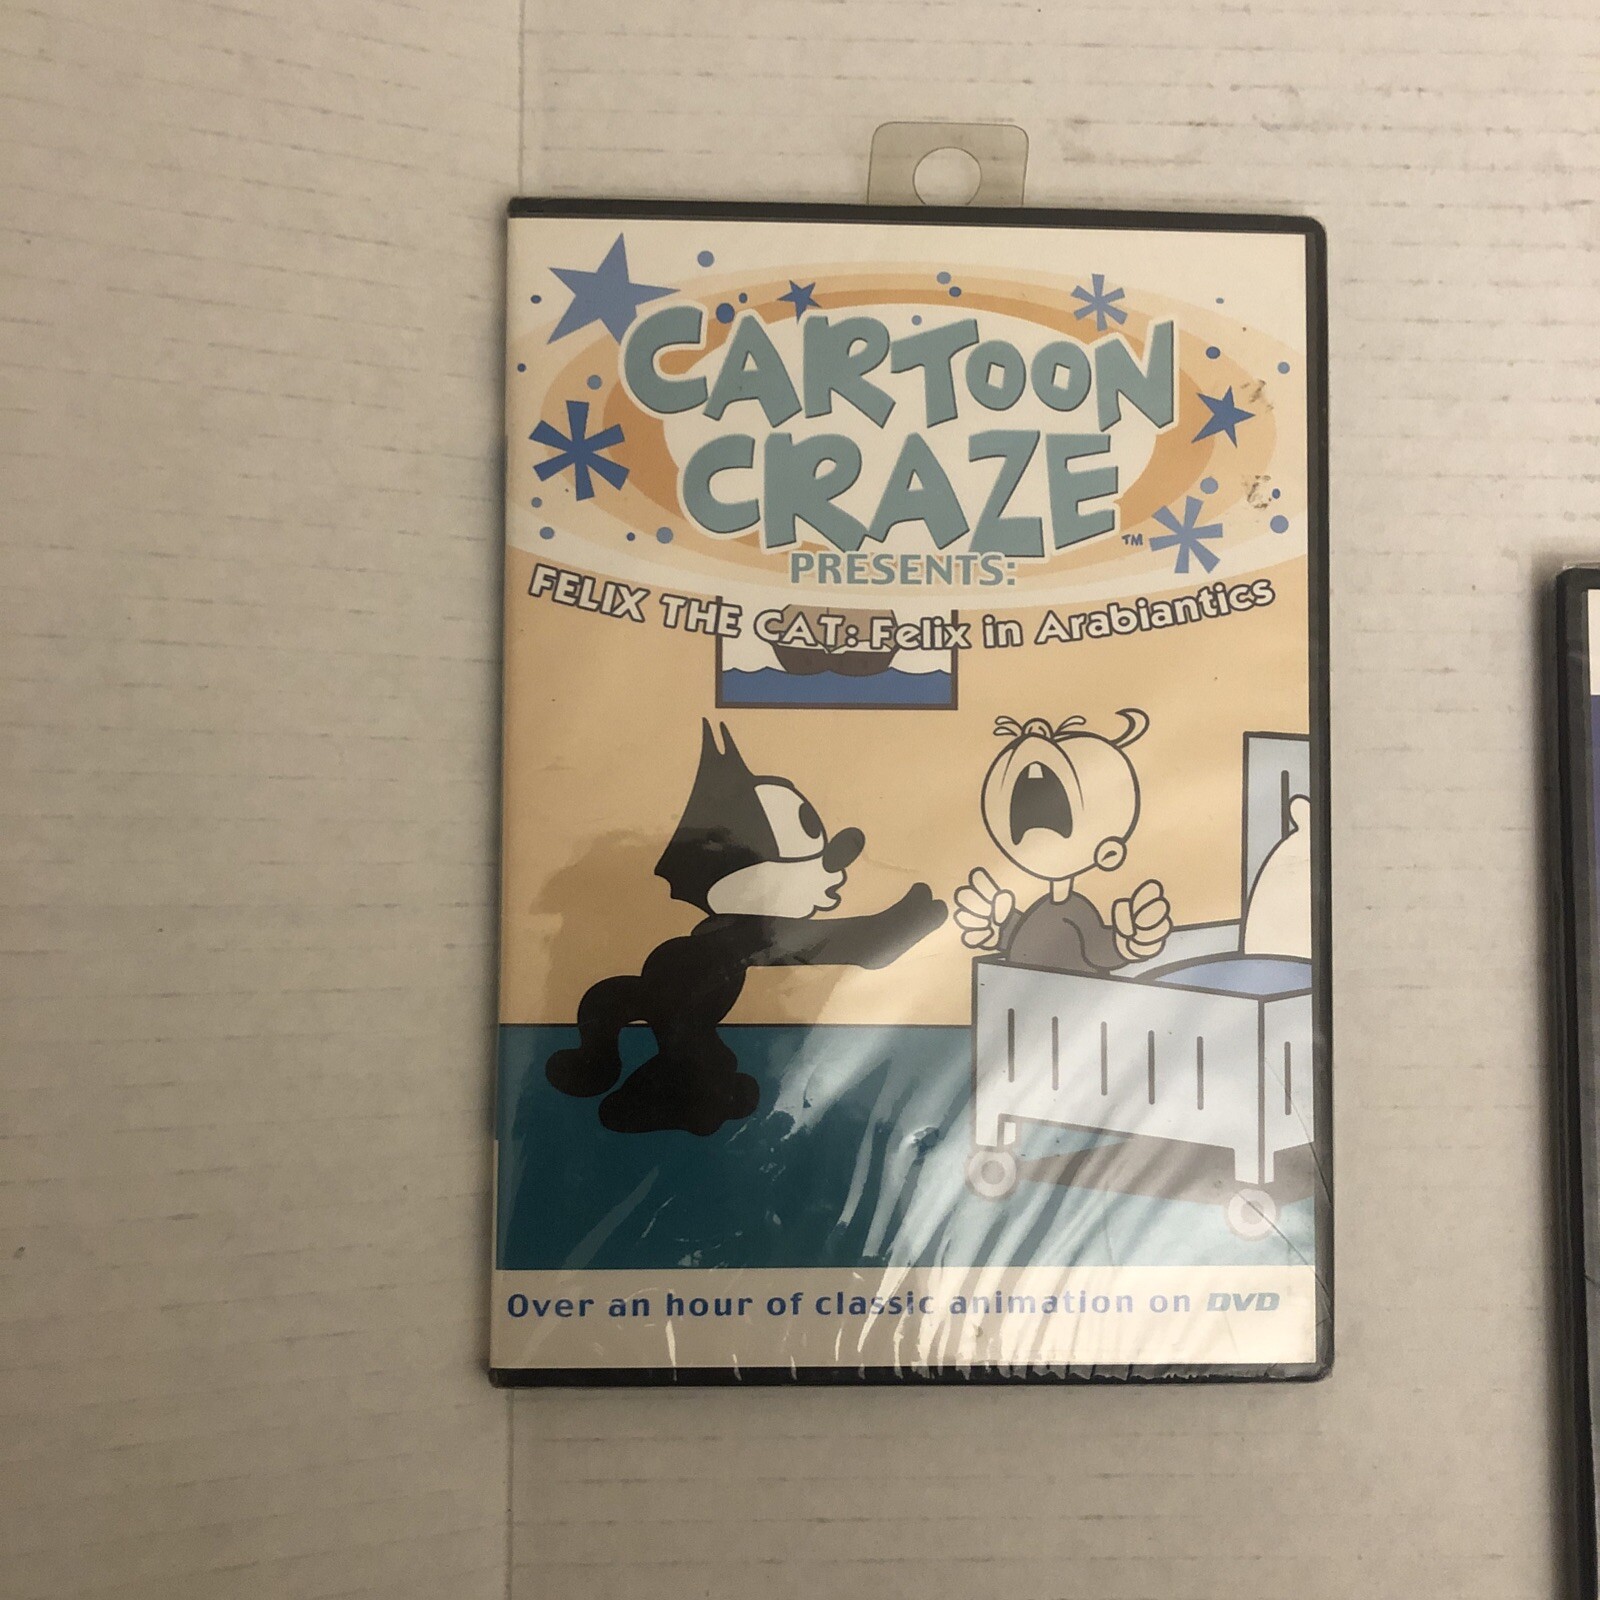 CARTOON
CRAZE
TM
PRESENTS:
FELIX THE CAT: Felix in Arabiantics
Over an hour of classic animation on DVD